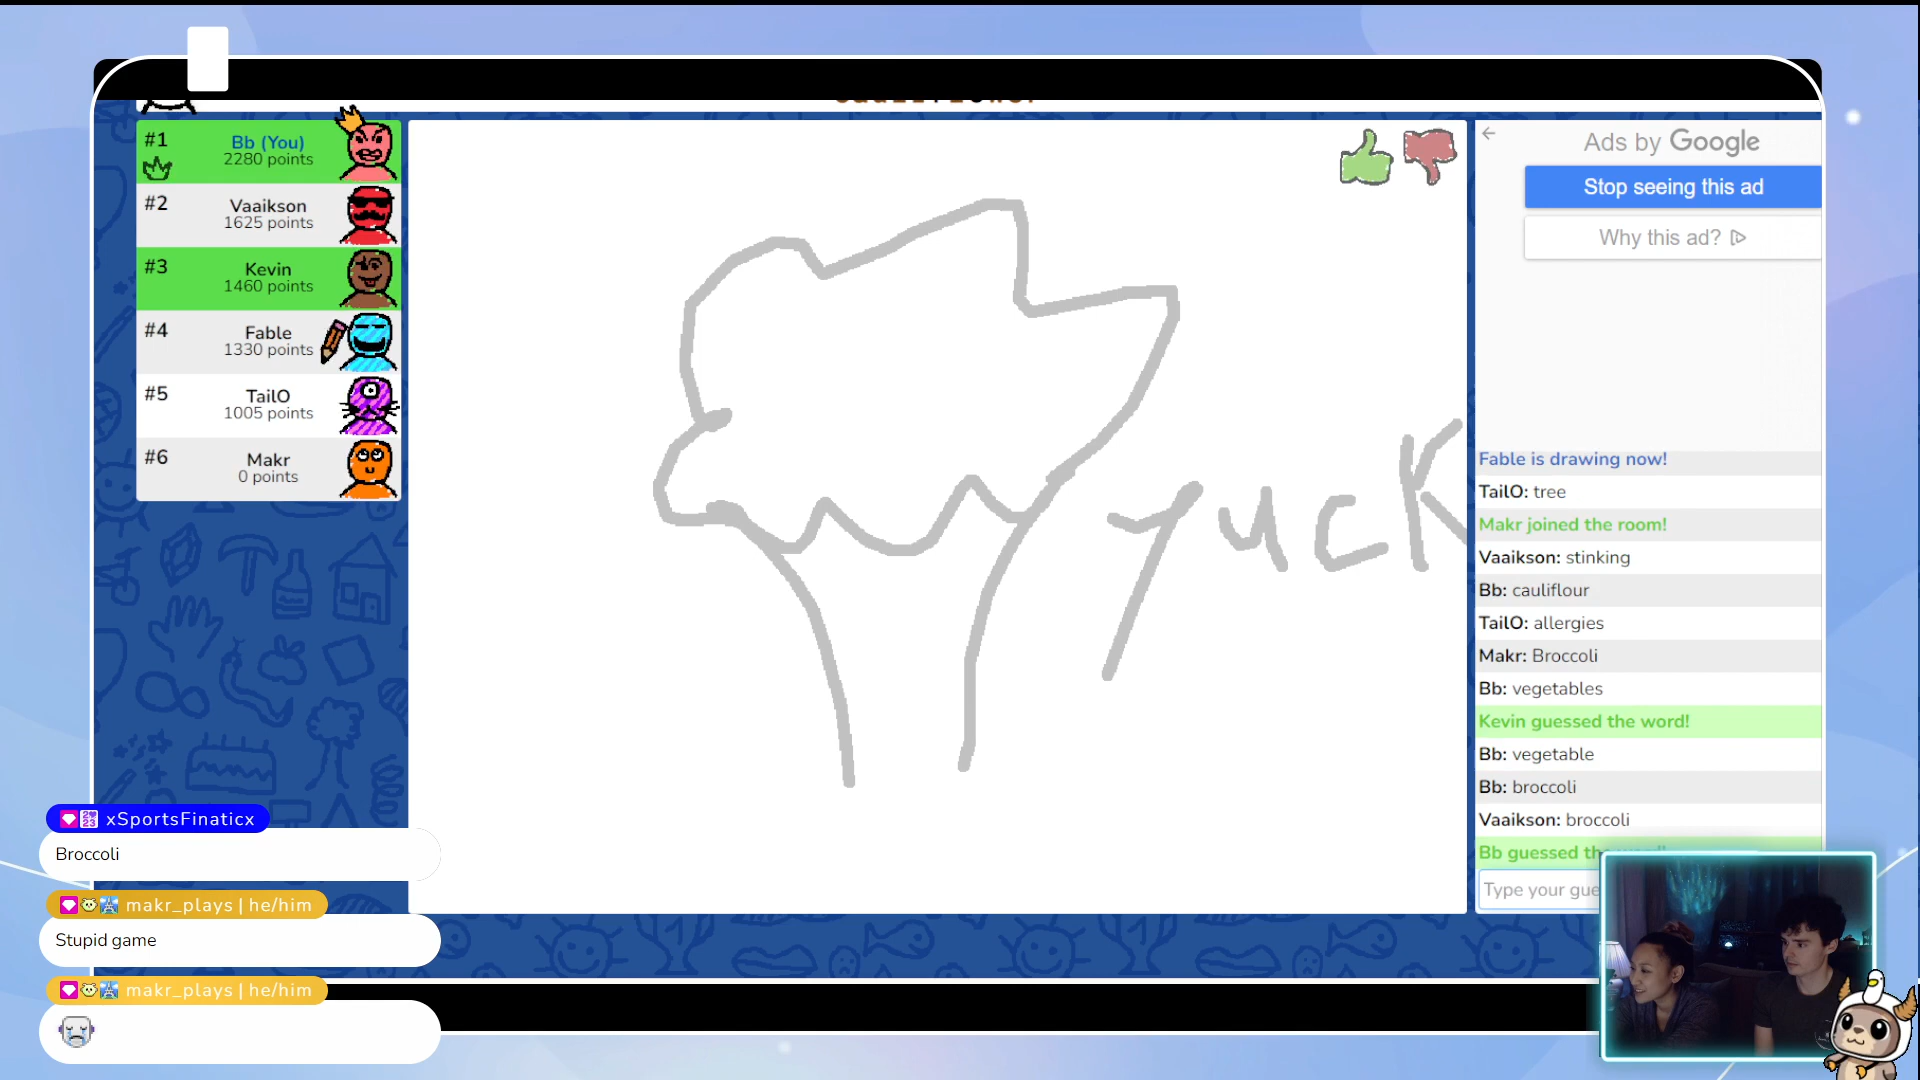 #1
Bb (You)
2280 points
#2
Vaaikson
1625 points
#3
Kevin
1460 points
#4
Fable
1330 points
#5
TailO
1005 points
#6
Makr
0 points
YUCK
Ads by Google
Stop seeing this ad
Why this ad?
Fable is drawing now!
TailO: tree
Makr joined the room!
Vaaikson: stinking
Bb: cauliflour
TailO: allergies
Makr: Broccoli
Bb: vegetables
Kevin guessed the word!
Bb: vegetable
Bb: broccoli
Vaaikson: broccoli
Bb guessed the word!
Type your gue
xSportsFinaticx
Broccoli
makr_plays | he/him
Stupid game
makr_plays | he/him